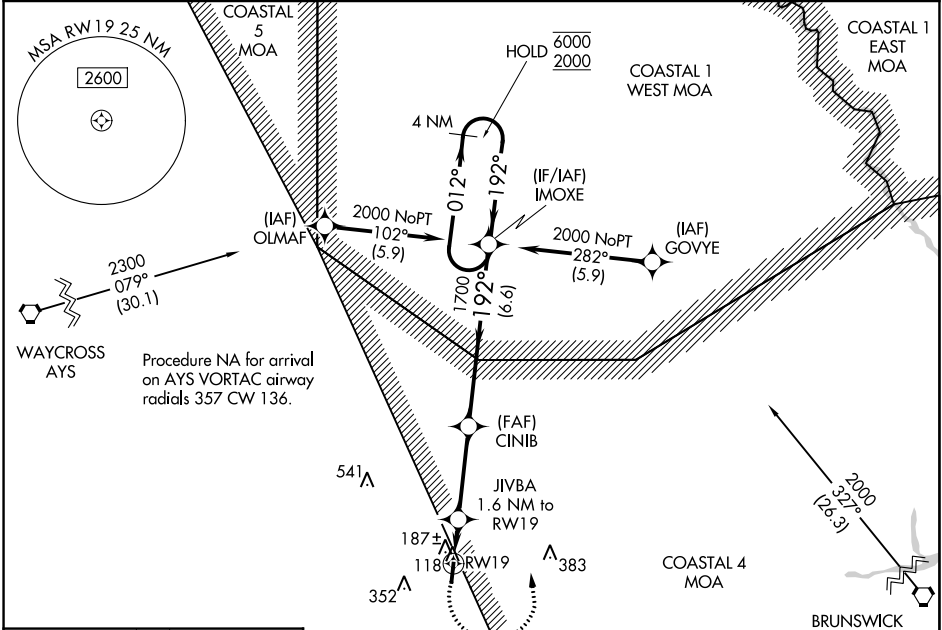 MSA RW19 25 NM
2600
COASTAL
5
MOA
HOLD 6000
2000
COASTAL 1
WEST MOA
COASTAL 1
EAST
MOA
4 NM
012°
192°
(IF/IAF)
IMOXE
(IAF)
OLMAF
2000 NoPT
102°
(5.9)
2000 NoPT
282°
(5.9)
(IAF)
GOVYE
2300
079°
(30.1)
1700
192°
(6.6)
WAYCROSS
AYS
Procedure NA for arrival
on AYS VORTAC airway
radials 357 CW 136.
(FAF)
CINIB
541
JIVBA
1.6 NM to
RW19
2000
327°
(26.3)
187±
118
RW19
383
352
COASTAL 4
MOA
BRUNSWICK